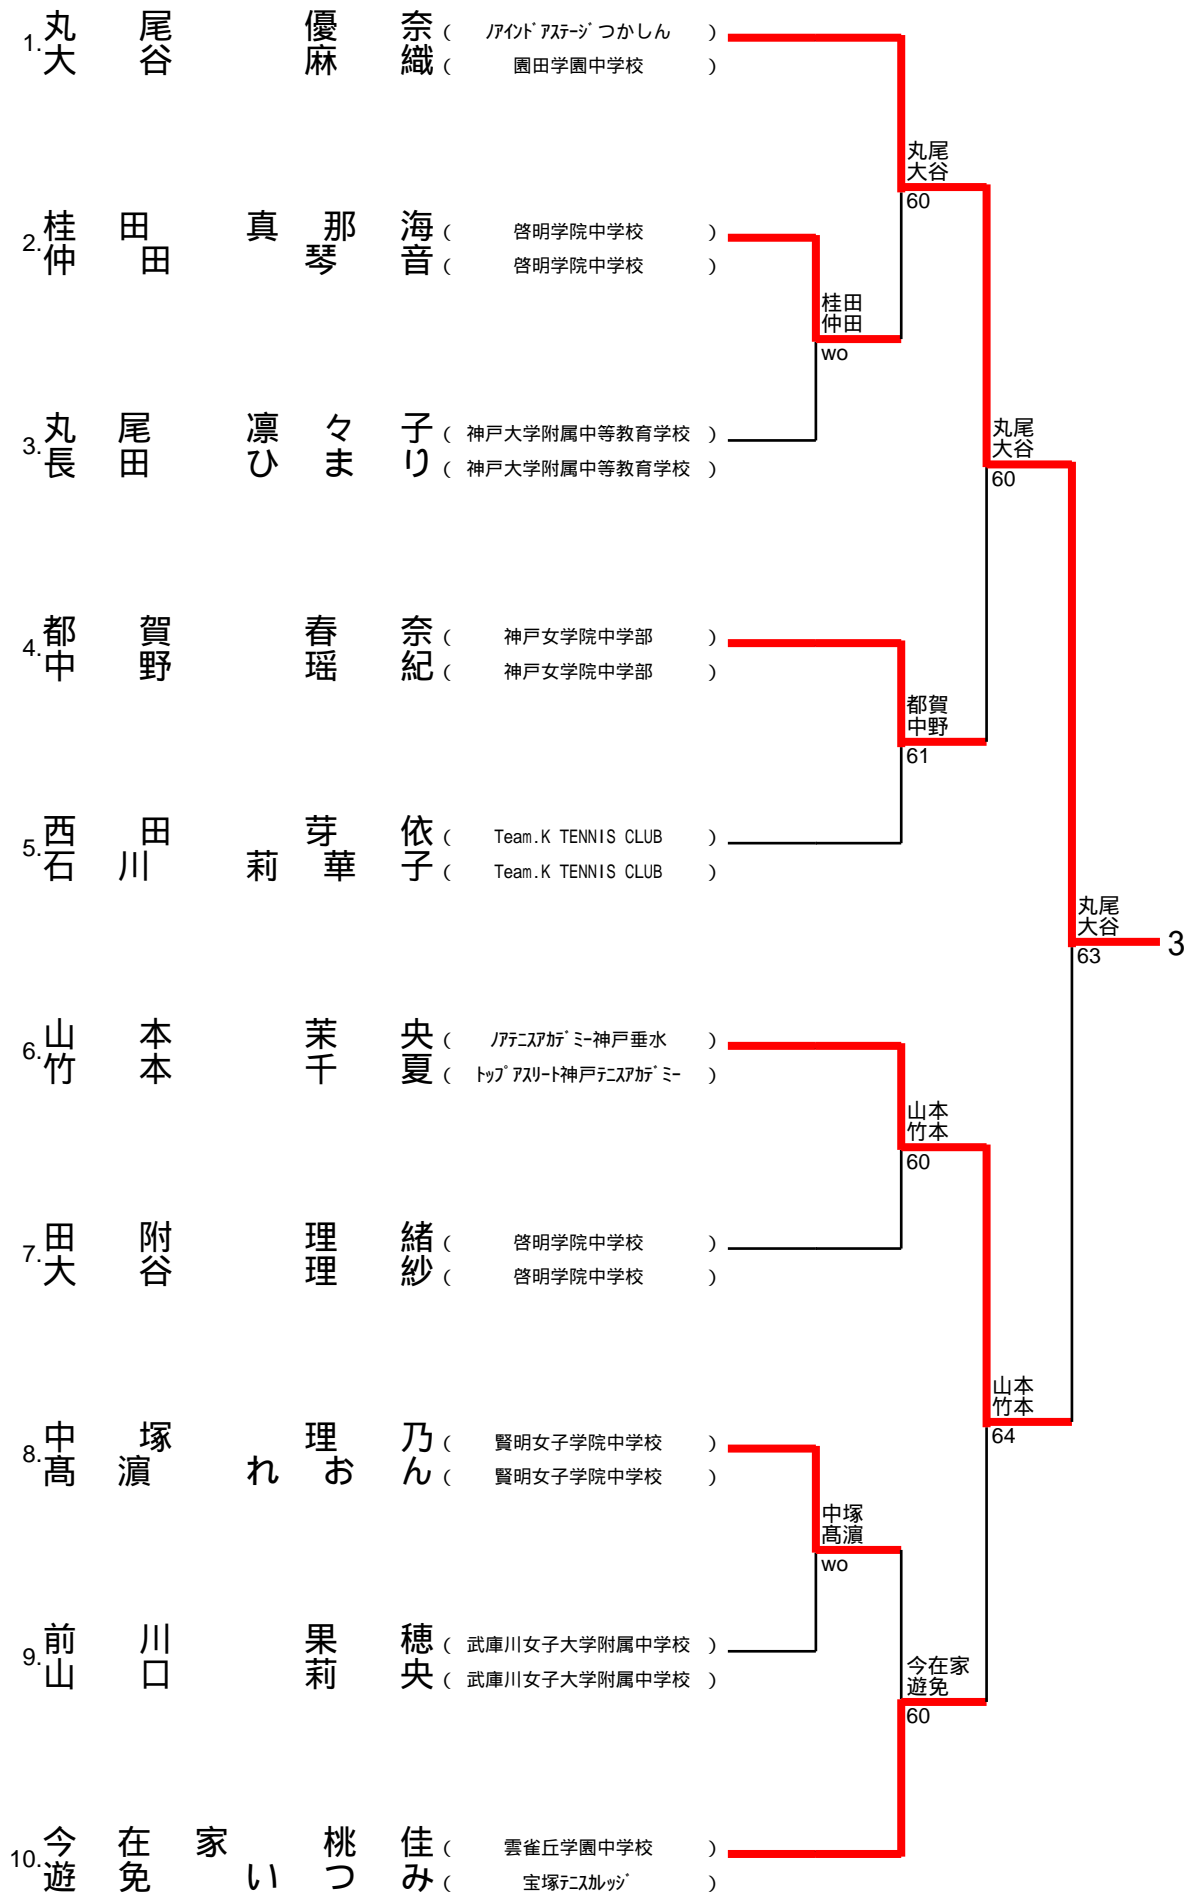 1. 丸尾 優奈 ( ﾉｱｲﾝﾄﾞｱｽﾃｰｼﾞつかしん )
大谷 麻織 ( 園田学園中学校 )
丸尾
大谷
60
2. 桂田 真那海 ( 啓明学院中学校 )
仲田 琴音 ( 啓明学院中学校 )
桂田
仲田
wo
3. 丸尾 凛々子 ( 神戸大学附属中等教育学校 )
長田 ひまり ( 神戸大学附属中等教育学校 )
丸尾
大谷
60
4. 都賀 春奈 ( 神戸女学院中学部 )
中野 瑶紀 ( 神戸女学院中学部 )
都賀
中野
61
5. 西田 芽依 ( Team.K TENNIS CLUB )
石川 莉華子 ( Team.K TENNIS CLUB )
丸尾
大谷
63
3
6. 山本 茉央 ( ﾉｱﾃﾆｽｱｶﾃﾞﾐｰ神戸垂水 )
竹本 千夏 ( ﾄｯﾌﾟｱｽﾘｰﾄ神戸ﾃﾆｽｱｶﾃﾞﾐｰ )
山本
竹本
60
7. 田附 理緒 ( 啓明学院中学校 )
大谷 理紗 ( 啓明学院中学校 )
山本
竹本
64
8. 中塚 理乃 ( 賢明女子学院中学校 )
髙濵 れおん ( 賢明女子学院中学校 )
中塚
髙濵
wo
9. 前川 果穂 ( 武庫川女子大学附属中学校 )
山口 莉央 ( 武庫川女子大学附属中学校 )
今在家
遊免
60
10. 今在家 桃佳 ( 雲雀丘学園中学校 )
遊免 いつみ ( 宝塚ﾃﾆｽｶﾚｯｼﾞ )